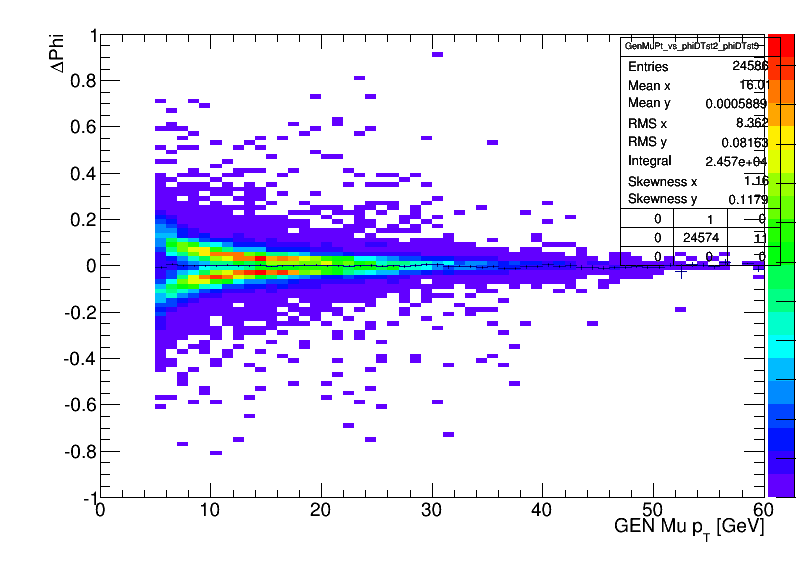 ΔPhi
1
0.8
0.6
0.4
0.2
0
-0.2
-0.4
-0.6
-0.8
-1
0 10 20 30 40 50 60
GEN Mu pT [GeV]
GenMuPt_vs_phiDTst2_phiDTst3
Entries 24586
Mean x 16.01
Mean y 0.0005889
RMS x 8.362
RMS y 0.08163
Integral 2.457e+04
Skewness x 1.16
Skewness y 0.1179
0 1 0
0 24574 11
0 0 0